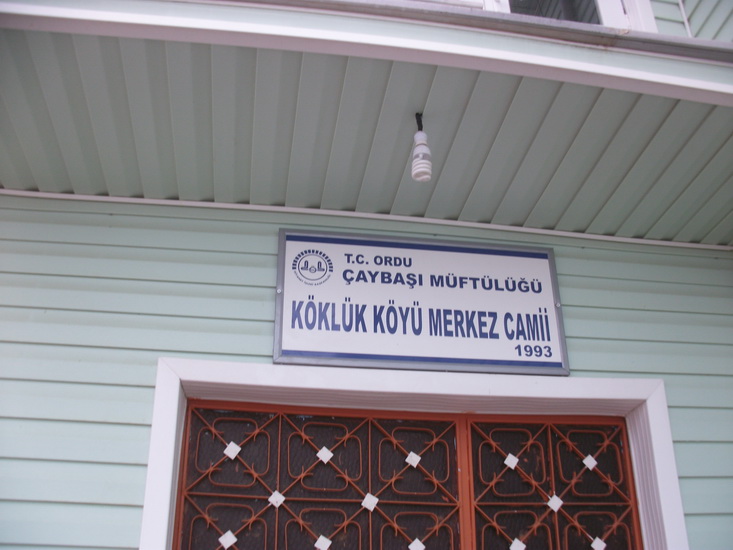 T.C. ORDU
ÇAYBAŞI MÜFTÜLÜĞÜ
KÖKLÜK KÖYÜ MERKEZ CAMİİ
1993